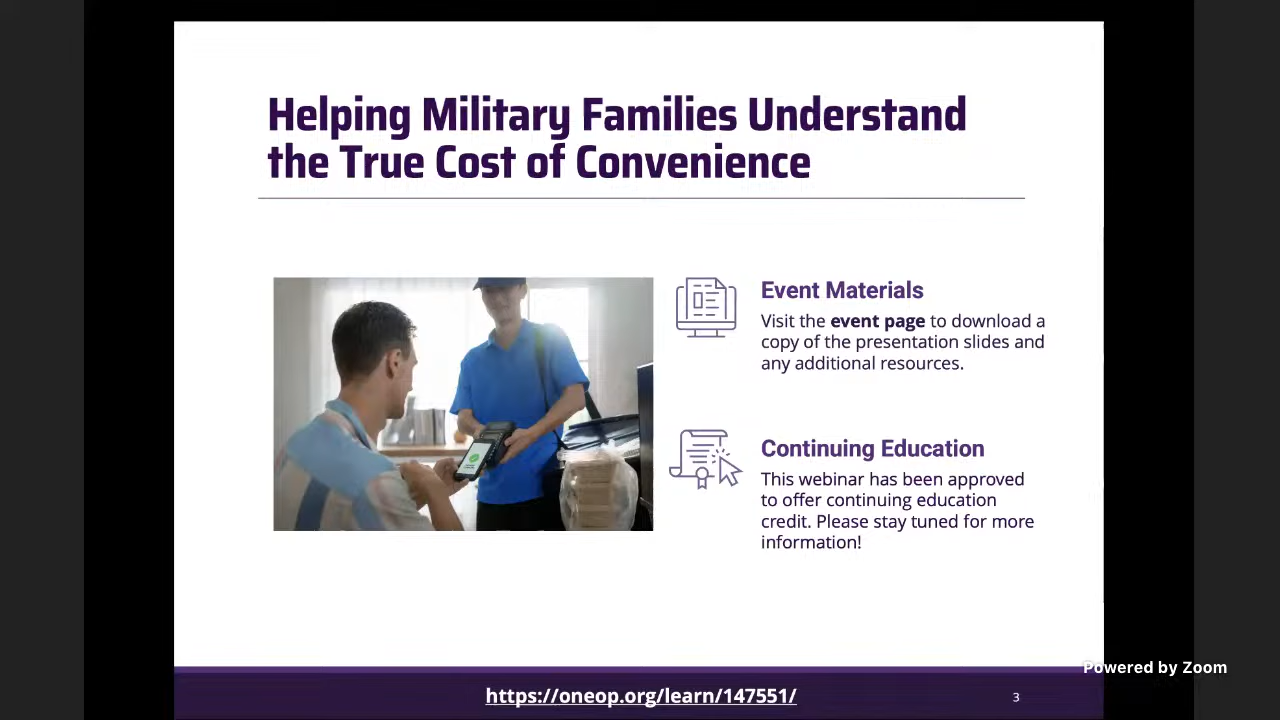 Helping Military Families Understand
the True Cost of Convenience
Event Materials
Visit the event page to download a
copy of the presentation slides and
any additional resources.
Continuing Education
This webinar has been approved
to offer continuing education
credit. Please stay tuned for more
information!
https://oneop.org/learn/147551/
3
Powered by Zoom